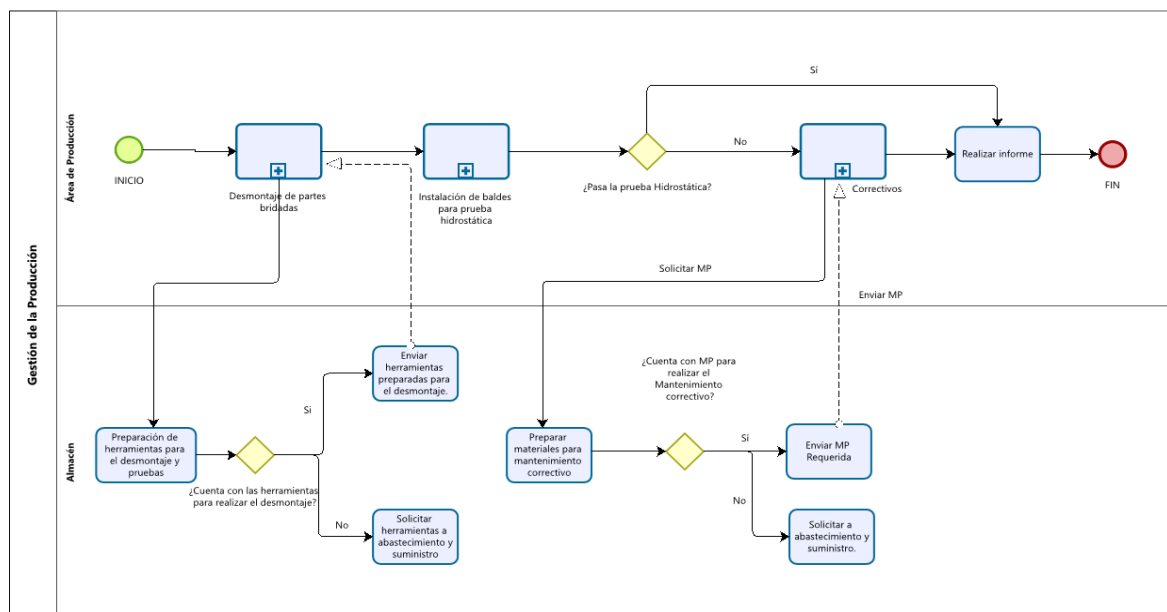 Gestión de la Producción
Área de Producción
INICIO
Desmontaje de partes
bridadas
Instalación de baldes
para prueba
hidrostática
¿Pasa la prueba Hidrostática?
Sí
No
Correctivos
Realizar informe
FIN
Solicitar MP
Enviar MP
Almacén
Preparación de
herramientas para
el desmontaje y
pruebas
¿Cuenta con las herramientas
para realizar el desmontaje?
Si
No
Enviar
herramientas
preparadas para
el desmontaje.
Solicitar
herramientas a
abastecimiento y
suministro
Preparar
materiales para
mantenimiento
correctivo
¿Cuenta con MP para
realizar el
Mantenimiento
correctivo?
Sí
No
Enviar MP
Requerida
Solicitar a
abastecimiento y
suministro.